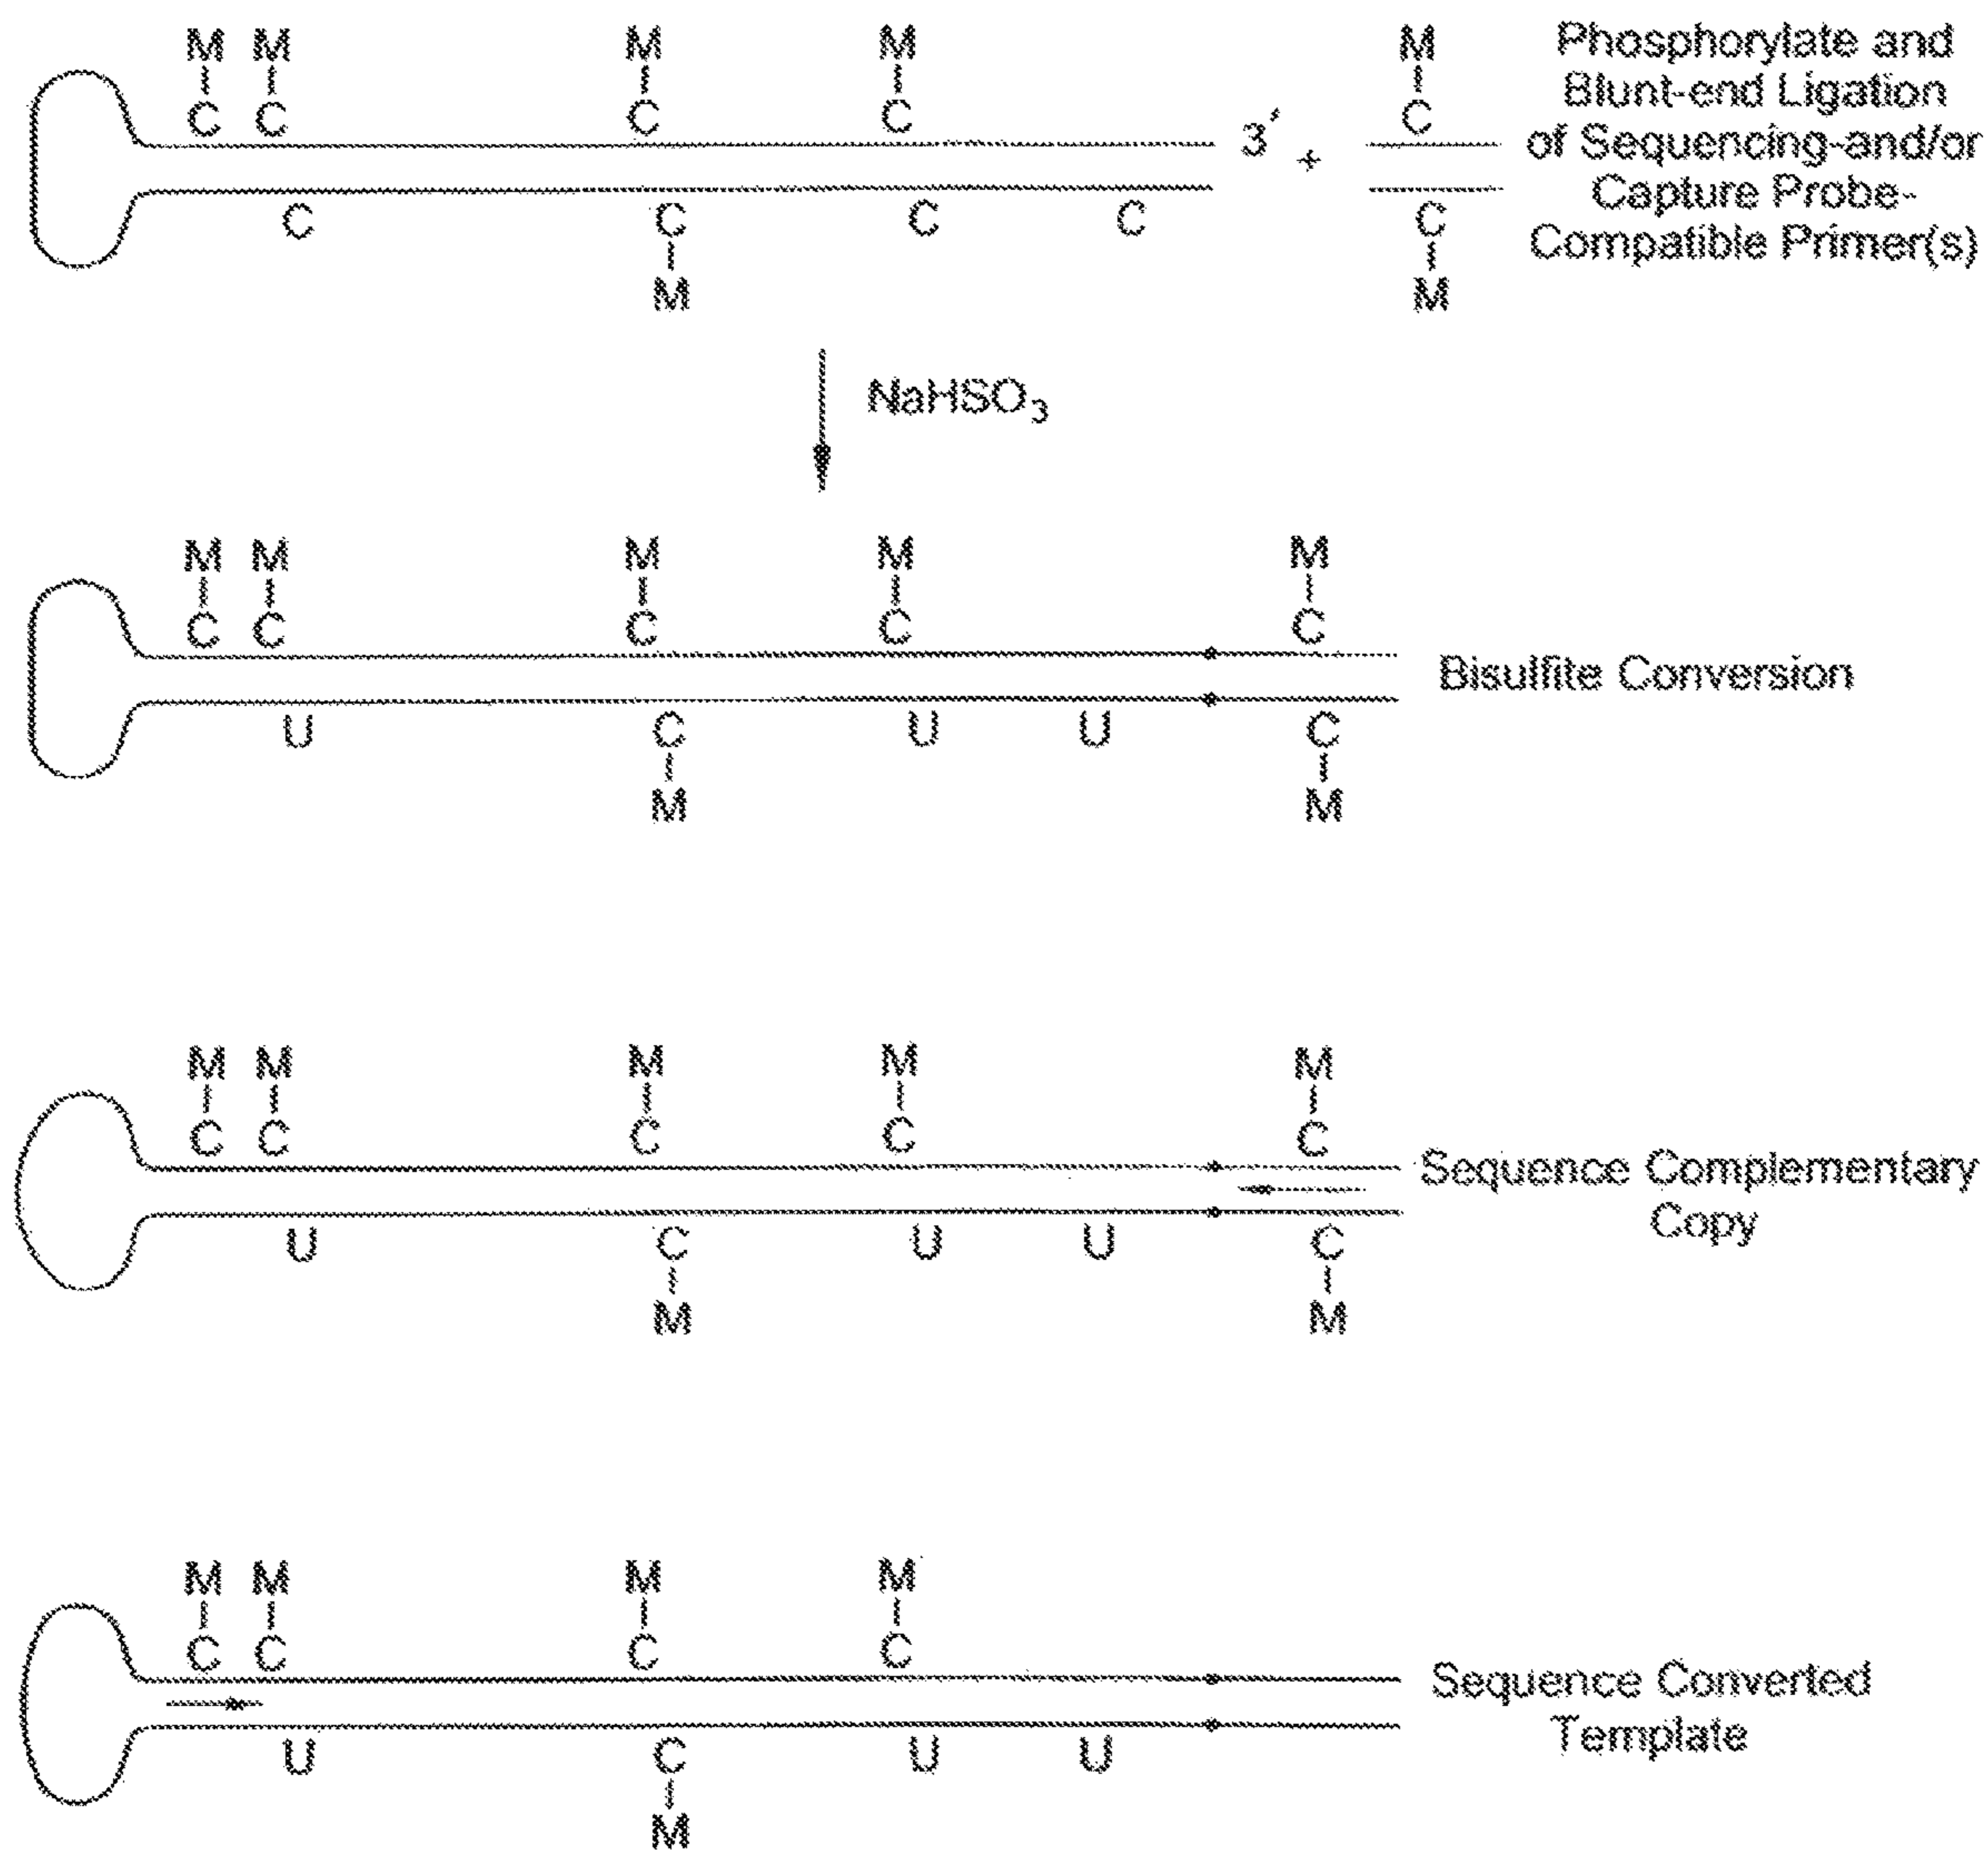 M M M M M
C C C C C
3' +
C C C C C
M M
Phosphorylate and
Blunt-end Ligation
of Sequencing-and/or
Capture Probe-
Compatible Primer(s)
NaHSO3
M M M M M
C C C C C
Bisulfite Conversion
U C U U C
M M
M M M M M
C C C C C
Sequence Complementary
Copy
U C U U C
M M
M M M M
C C C C
Sequence Converted
Template
U C U U
M